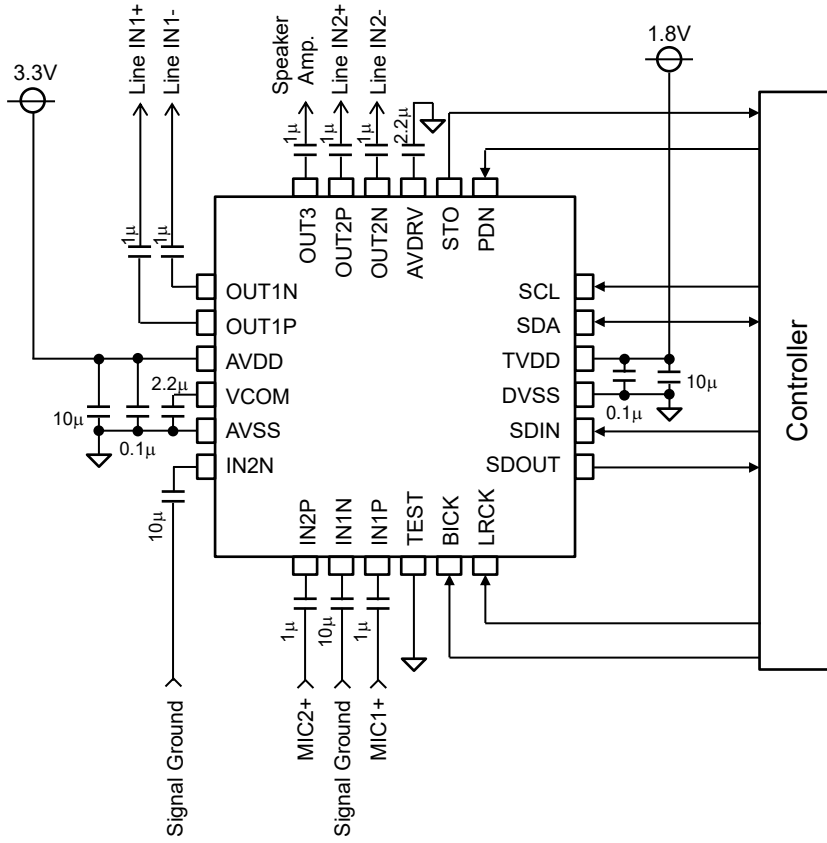 Line IN1+
Line IN1-
Speaker
Amp.
Line IN2+
Line IN2-
1.8V
3.3V
1μ
1μ
1μ
2.2μ
1μ
1μ
OUT3
OUT2P
OUT2N
AVDRV
STO
PDN
OUT1N
OUT1P
AVDD
VCOM
AVSS
IN2N
SCL
SDA
TVDD
DVSS
SDIN
SDOUT
2.2μ
10μ
0.1μ
10μ
0.1μ
10μ
Controller
IN2P
IN1N
IN1P
TEST
BICK
LRCK
1μ
10μ
1μ
MIC2+
Signal Ground
MIC1+
Signal Ground